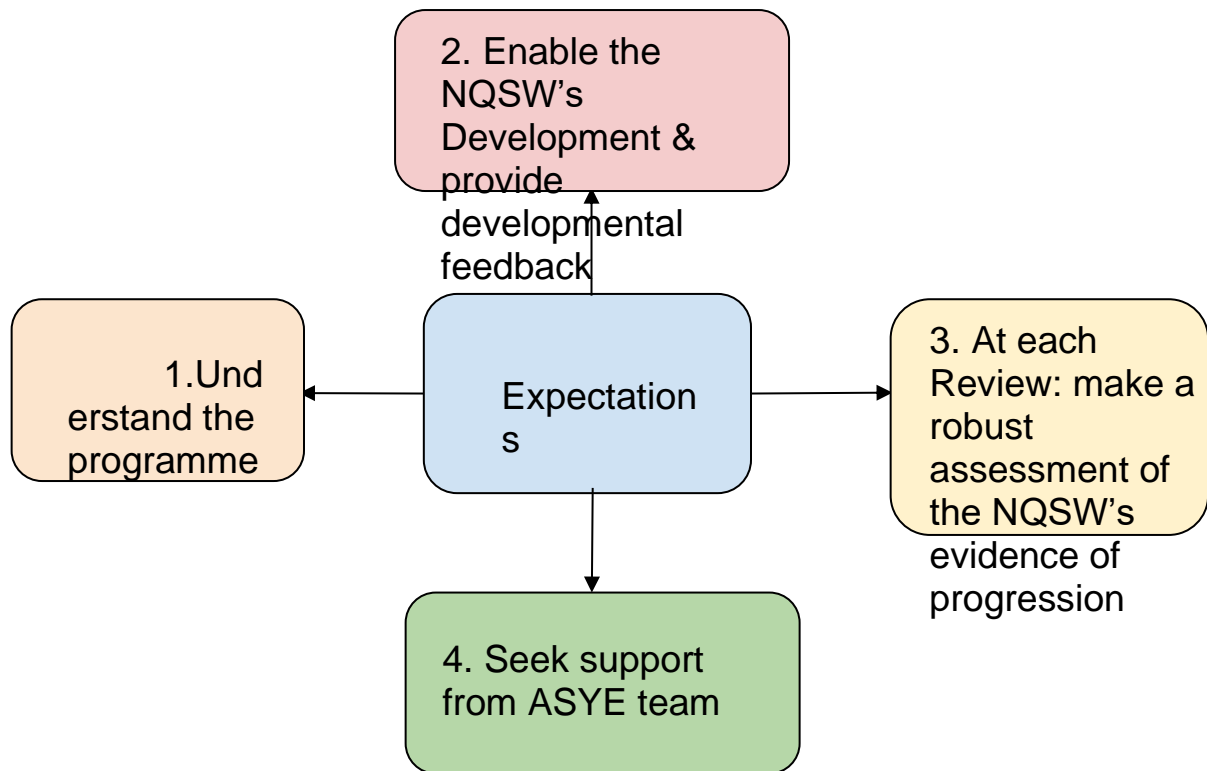 2. Enable the
NQSW’s
Development &
provide
developmental
feedback
1.Und
erstand the
programme
Expectation
s
3. At each
Review: make a
robust
assessment of
the NQSW’s
evidence of
progression
4. Seek support
from ASYE team